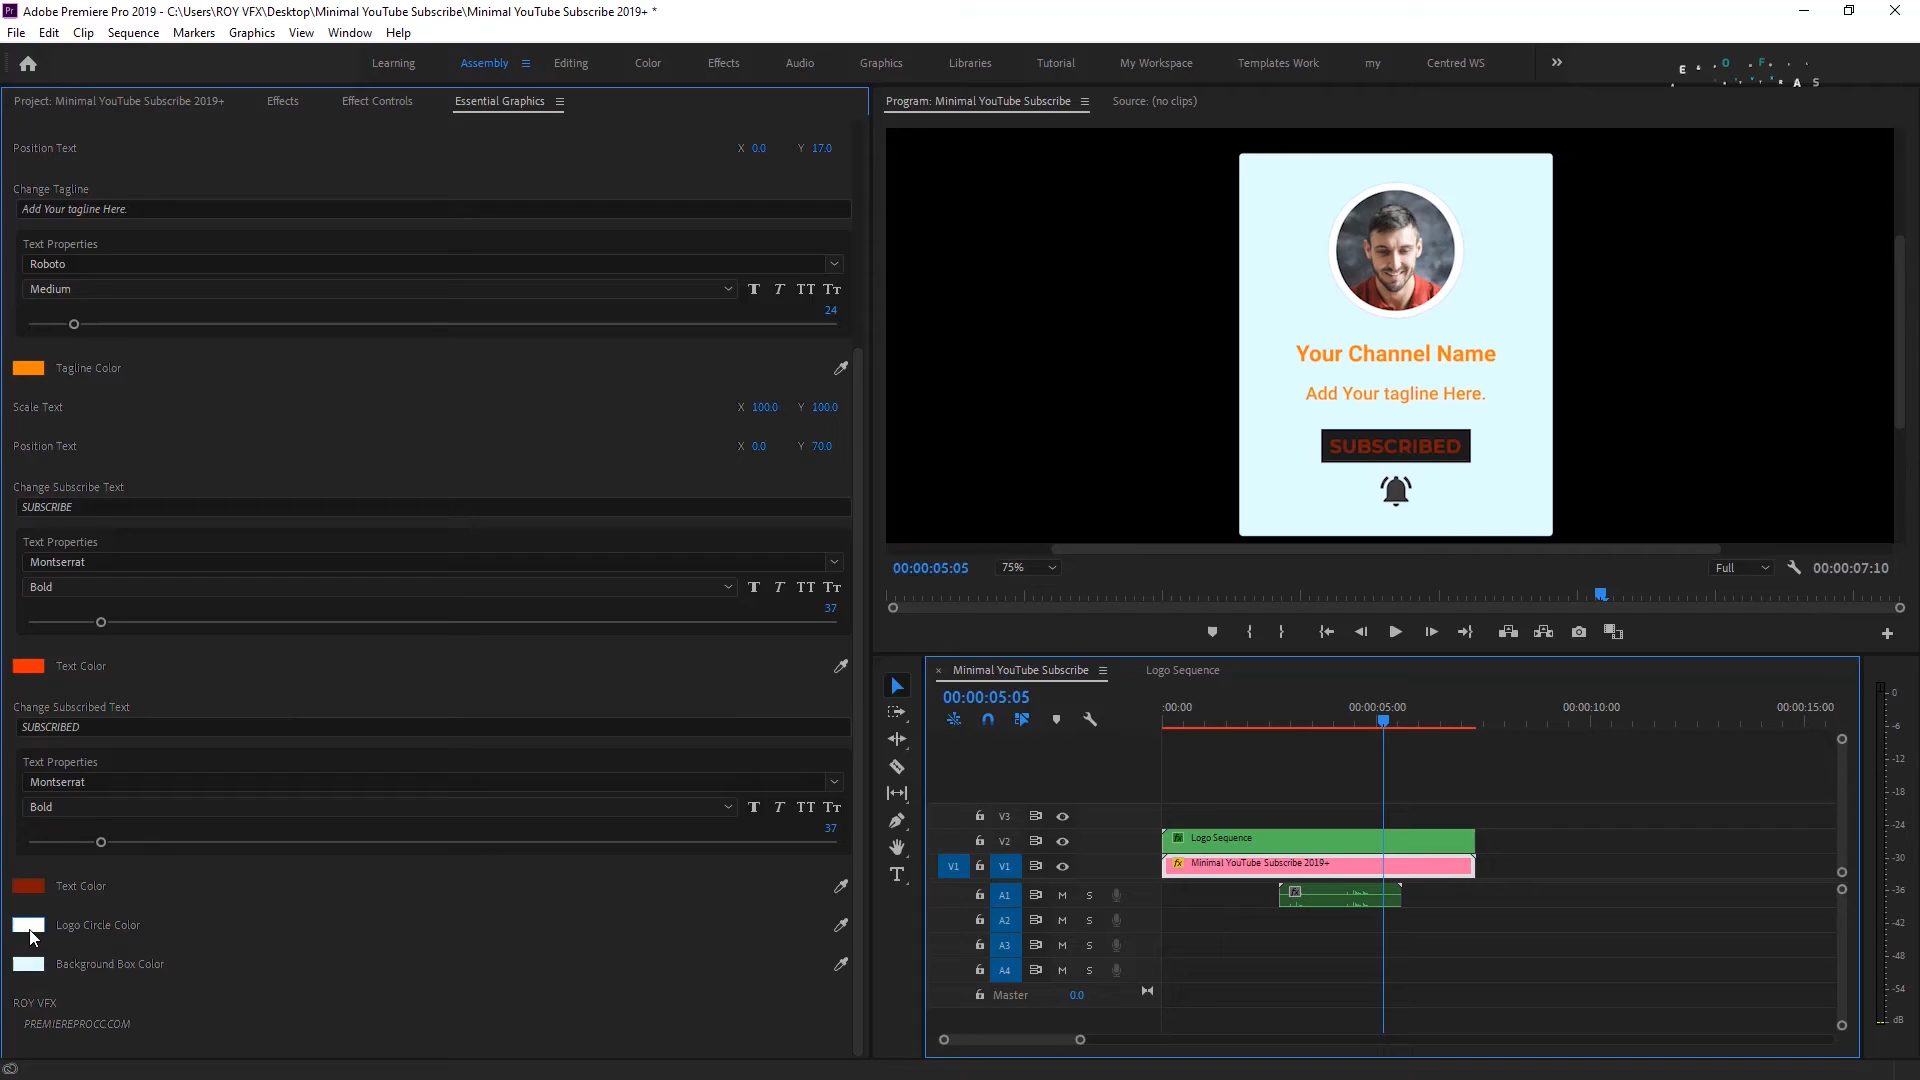 Pr Adobe Premiere Pro 2019 - C:\Users\ROY VFX\Desktop\Minimal YouTube Subscribe\Minimal YouTube Subscribe 2019+ *
File Edit Clip Sequence Markers Graphics View Window Help
Learning Assembly Editing Color Effects Audio Graphics Libraries Tutorial My Workspace Templates Work my Centred WS
Project: Minimal YouTube Subscribe 2019+ Effects Effect Controls Essential Graphics
Position Text X 0.0 Y 17.0
Change Tagline
Add Your tagline Here.
Text Properties
Roboto
Medium
24
Tagline Color
Scale Text X 100.0 Y 100.0
Position Text X 0.0 Y 70.0
Change Subscribe Text
SUBSCRIBE
Text Properties
Montserrat
Bold
37
Text Color
Change Subscribed Text
SUBSCRIBED
Text Properties
Montserrat
Bold
37
Text Color
Logo Circle Color
Background Box Color
ROY VFX
PREMIEREPROCC.COM
Program: Minimal YouTube Subscribe Source: (no clips)
Your Channel Name
Add Your tagline Here.
SUBSCRIBED
00:00:05:05 75% Full 00:00:07:10
× Minimal YouTube Subscribe Logo Sequence
00:00:05:05
:00:00 00:00:05:00 00:00:10:00 00:00:15:00
V3
V2 fx Logo Sequence
V1 V1 fx Minimal YouTube Subscribe 2019+
A1 M S fx
A2 M S
A3 M S
A4 M S
Master 0.0
0
-6
-12
-18
-24
-30
-36
-42
-48
-54
dB